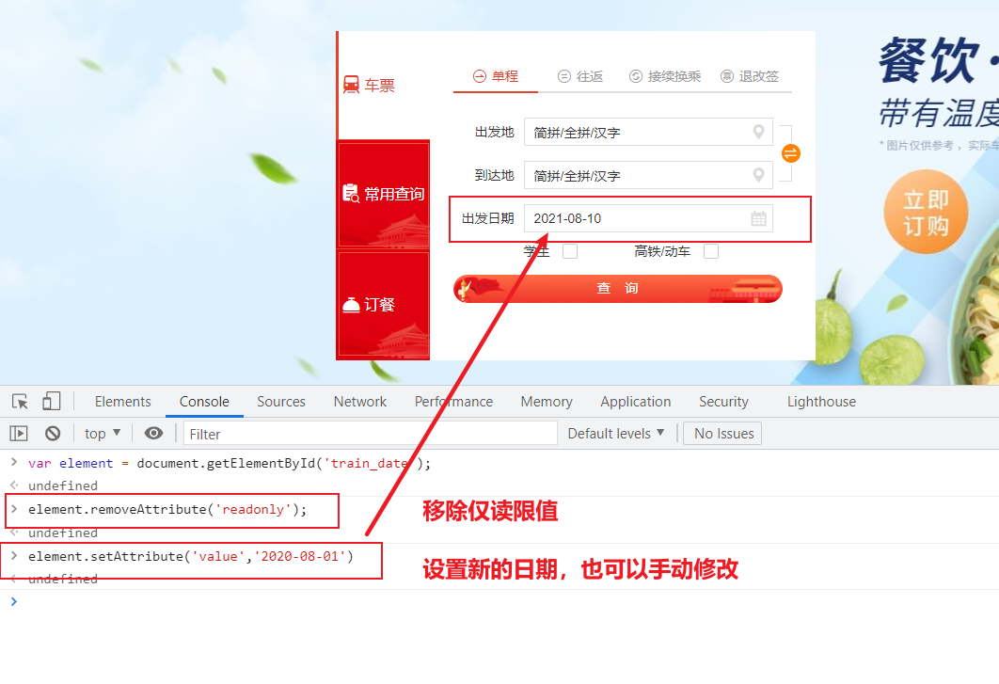 餐饮·
带有温度
* 图片仅供参考，实际车
立即
订购
车票
常用查询
订餐
单程
往返
接续换乘
退改签
出发地 简拼/全拼/汉字
到达地 简拼/全拼/汉字
出发日期 2021-08-10
学生
高铁/动车
查 询
Elements Console Sources Network Performance Memory Application Security Lighthouse
top Filter Default levels No Issues
var element = document.getElementById('train_date');
undefined
element.removeAttribute('readonly');
移除仅读限值
undefined
element.setAttribute('value','2020-08-01')
设置新的日期，也可以手动修改
undefined